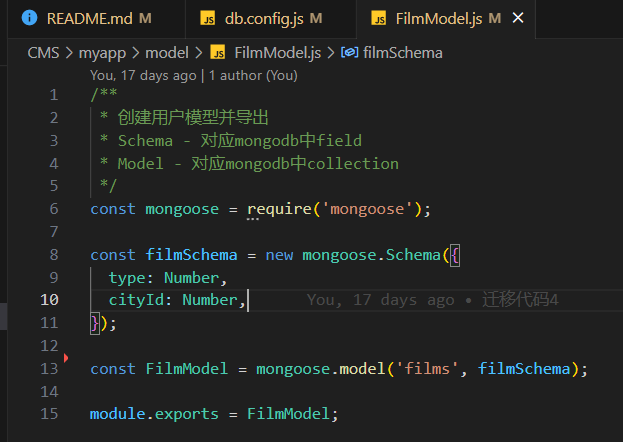 README.md M
JS db.config.js M
JS FilmModel.js M
CMS > myapp > model > JS FilmModel.js > filmSchema
You, 17 days ago | 1 author (You)
1 /**
2 * 创建用户模型并导出
3 * Schema - 对应mongodb中field
4 * Model - 对应mongodb中collection
5 */
6 const mongoose = require('mongoose');
7
8 const filmSchema = new mongoose.Schema({
9 type: Number,
10 cityId: Number, You, 17 days ago • 迁移代码4
11 });
12
13 const FilmModel = mongoose.model('films', filmSchema);
14
15 module.exports = FilmModel;